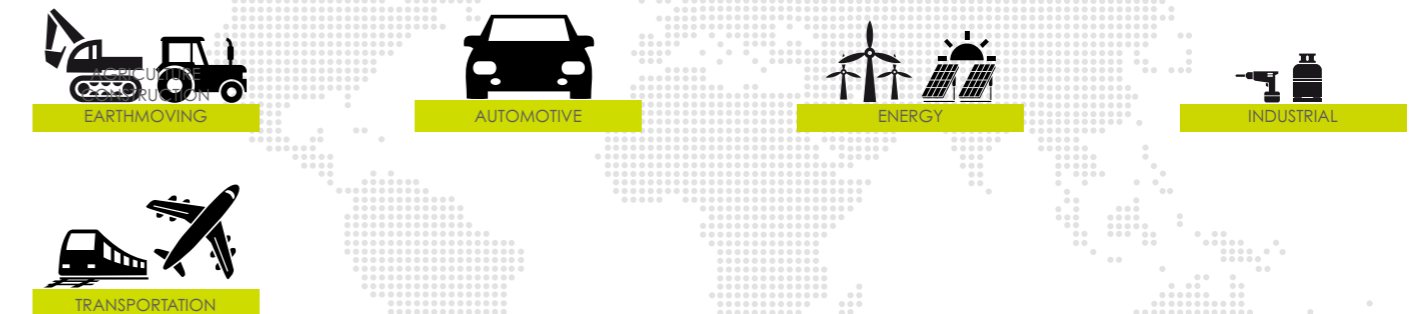 AGRICULTURE
CONSTRUCTION
EARTHMOVING
AUTOMOTIVE
ENERGY
INDUSTRIAL
TRANSPORTATION